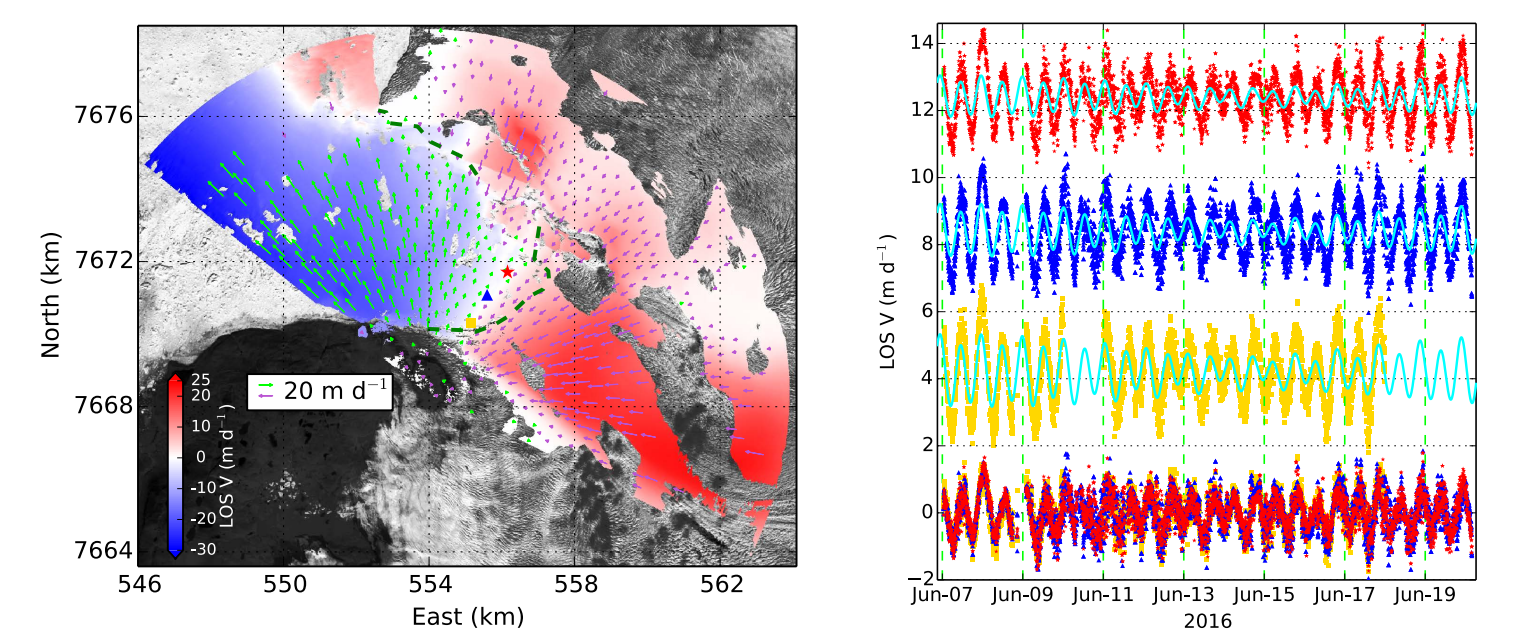 7676
7672
7668
7664
North (km)
546
550
554
558
562
East (km)
25
20
10
0
-10
-20
-30
LOS V (m d⁻¹)
20 m d⁻¹
14
12
10
8
6
4
2
0
−2
LOS V (m d⁻¹)
Jun-07
Jun-09
Jun-11
Jun-13
Jun-15
Jun-17
Jun-19
2016